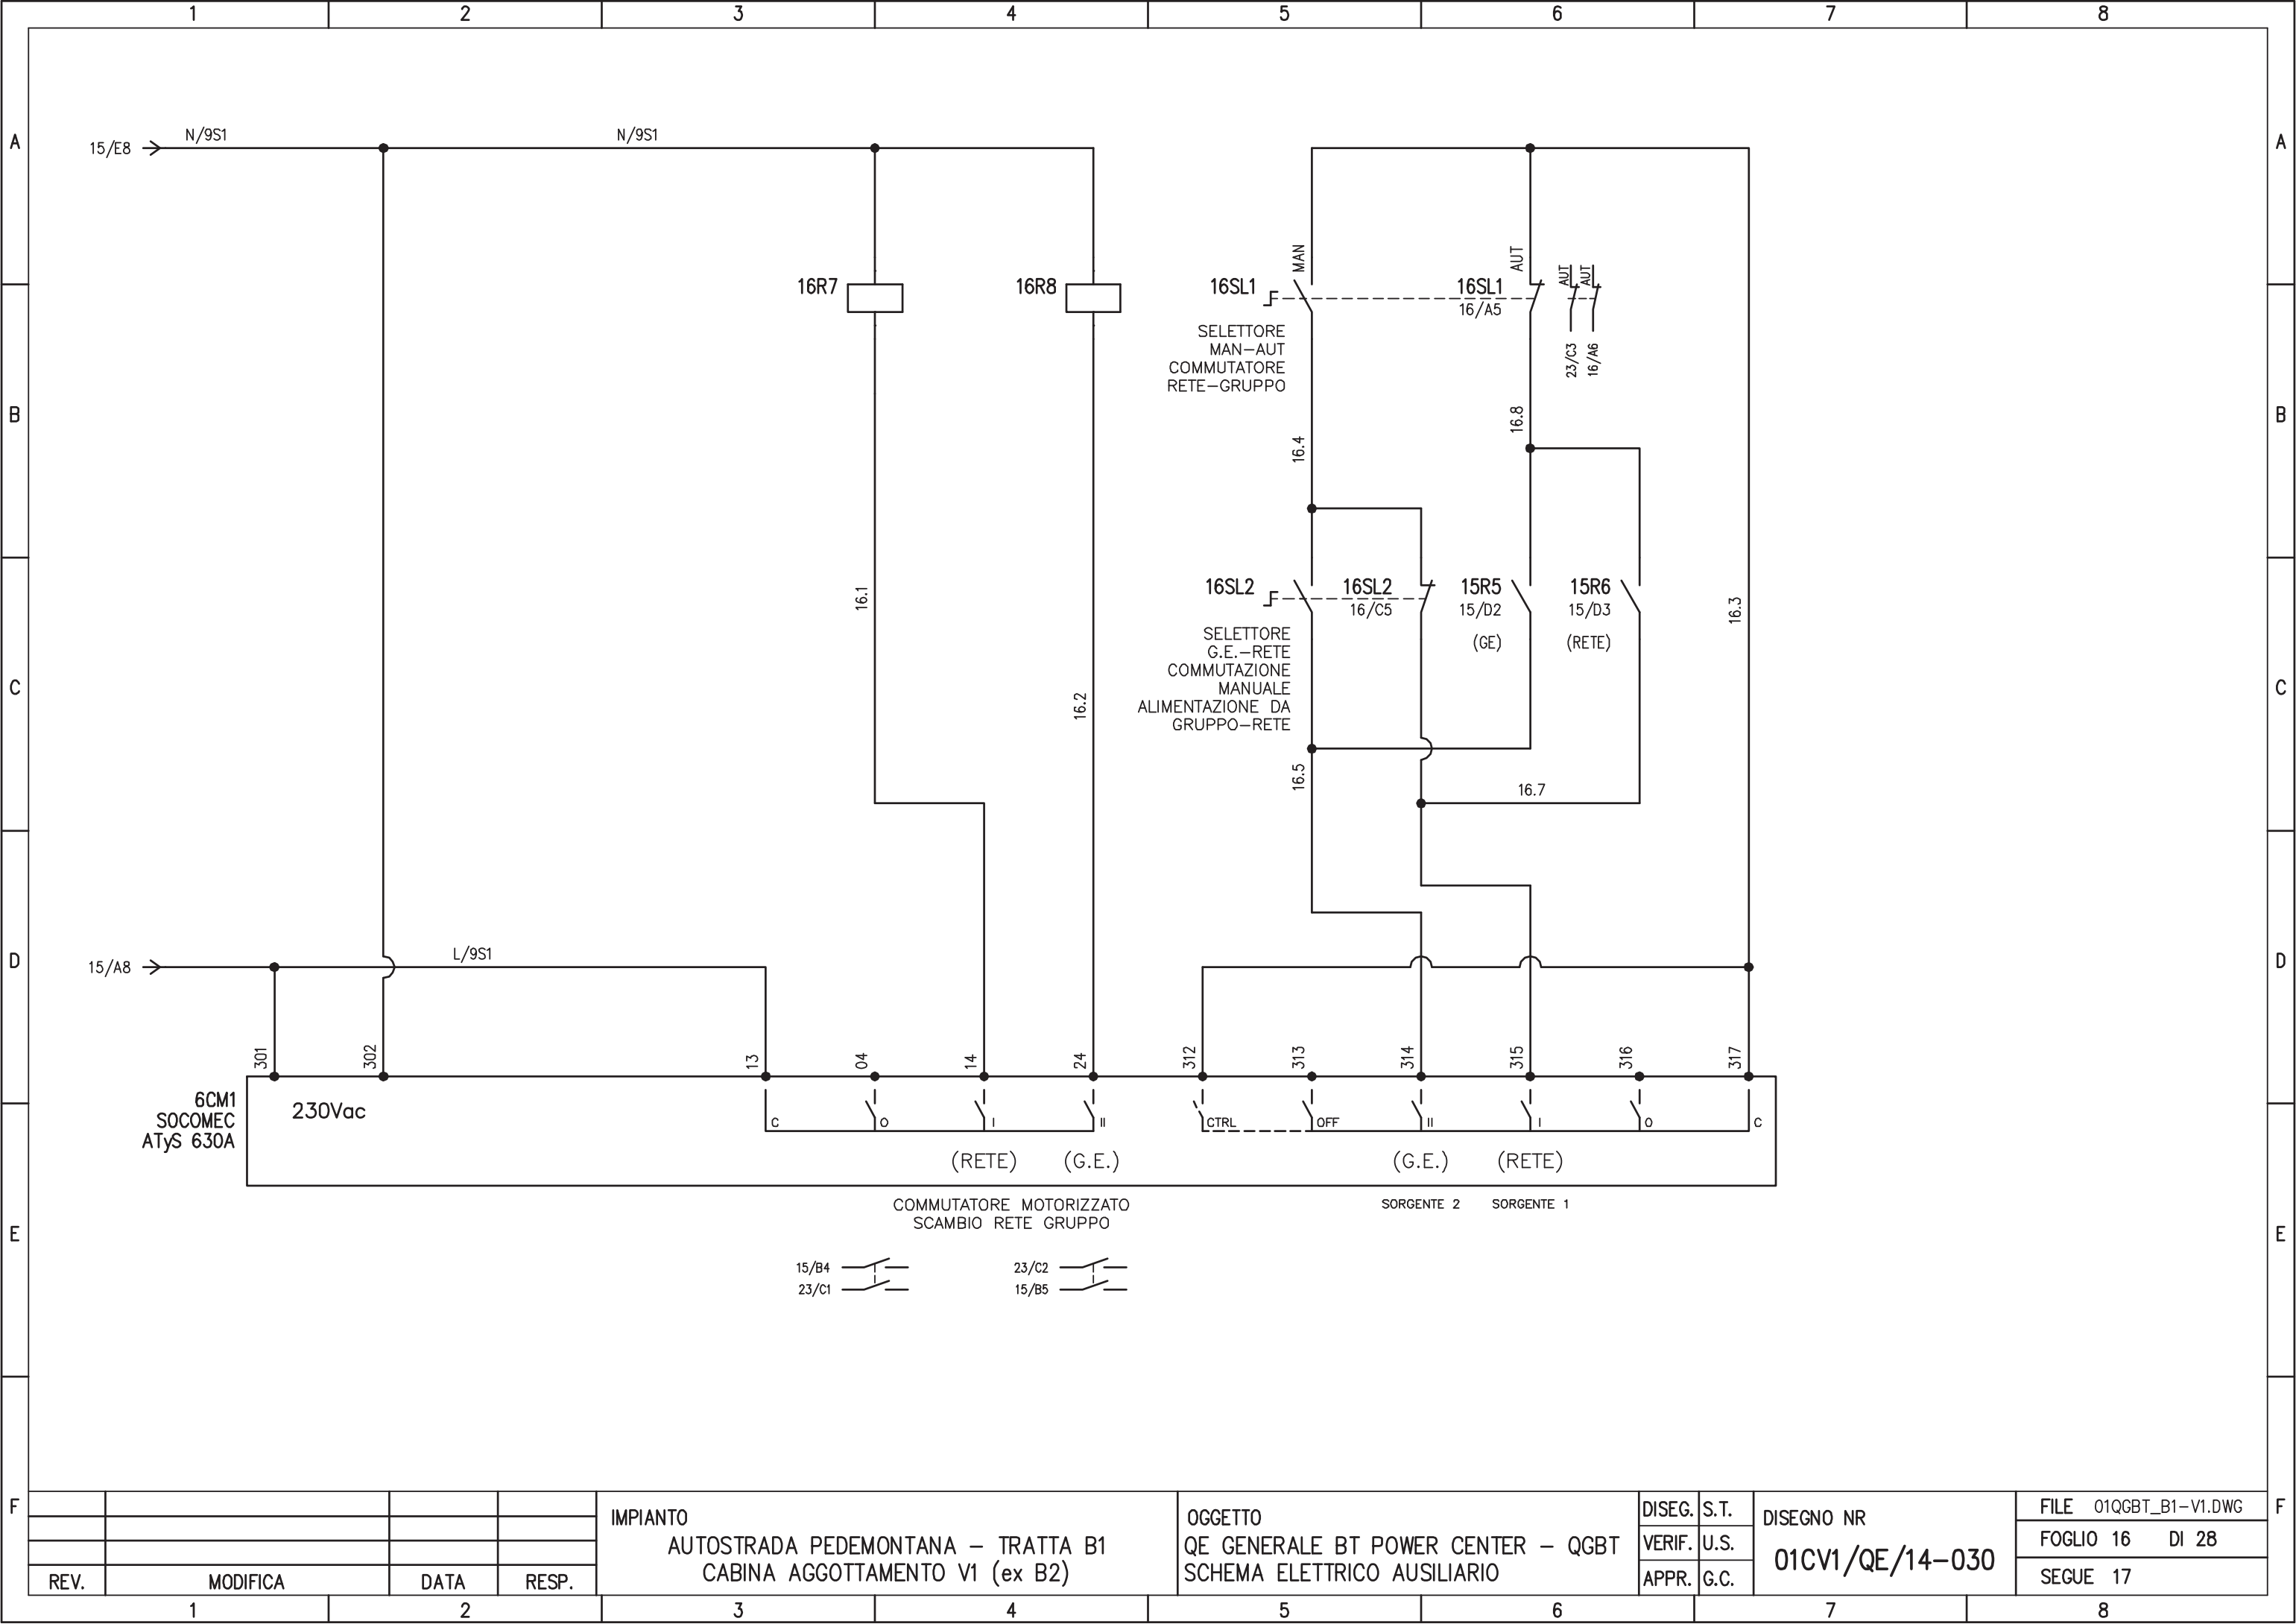 1 2 3 4 5 6 7 8
A A
15/E8 N/9S1 N/9S1
MAN AUT AUT AUT
16R7 16R8 16SL1 16SL1
16/A5
SELETTORE
MAN-AUT
COMMUTATORE
RETE-GRUPPO
23/C3 16/A6
B B
16.4 16.8
16SL2 16SL2 15R5 15R6
16/C5 15/D2 15/D3
(GE) (RETE)
16.1 16.3
SELETTORE
G.E.-RETE
COMMUTAZIONE
MANUALE
ALIMENTAZIONE DA
GRUPPO-RETE
C C
16.2
16.5 16.7
D D
15/A8 L/9S1
301 302 13 04 14 24 312 313 314 315 316 317
6CM1
SOCOMEC
ATyS 630A
230Vac
C O I II CTRL OFF II I O C
(RETE) (G.E.) (G.E.) (RETE)
COMMUTATORE MOTORIZZATO
SCAMBIO RETE GRUPPO
SORGENTE 2 SORGENTE 1
E E
15/B4 23/C2
23/C1 15/B5
F F
REV. MODIFICA DATA RESP.
IMPIANTO
AUTOSTRADA PEDEMONTANA - TRATTA B1
CABINA AGGOTTAMENTO V1 (ex B2)
OGGETTO
QE GENERALE BT POWER CENTER - QGBT
SCHEMA ELETTRICO AUSILIARIO
DISEG. S.T.
VERIF. U.S.
APPR. G.C.
DISEGNO NR
01CV1/QE/14-030
FILE 01QGBT_B1-V1.DWG
FOGLIO 16 DI 28
SEGUE 17
1 2 3 4 5 6 7 8